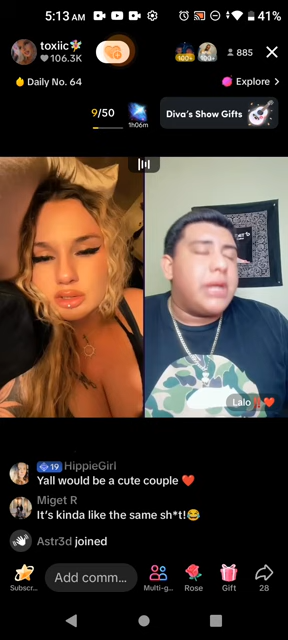 5:13 AM
41%
toxiic
106.3K
100+
885
Daily No. 64
Explore >
9/50
1h06m
Diva's Show Gifts
Lalo
19 HippieGirl
Yall would be a cute couple ❤️
Miget R
It's kinda like the same sh*t!😂
Astr3d joined
Add comm...
Subscr...
Multi-g...
Rose
Gift
28